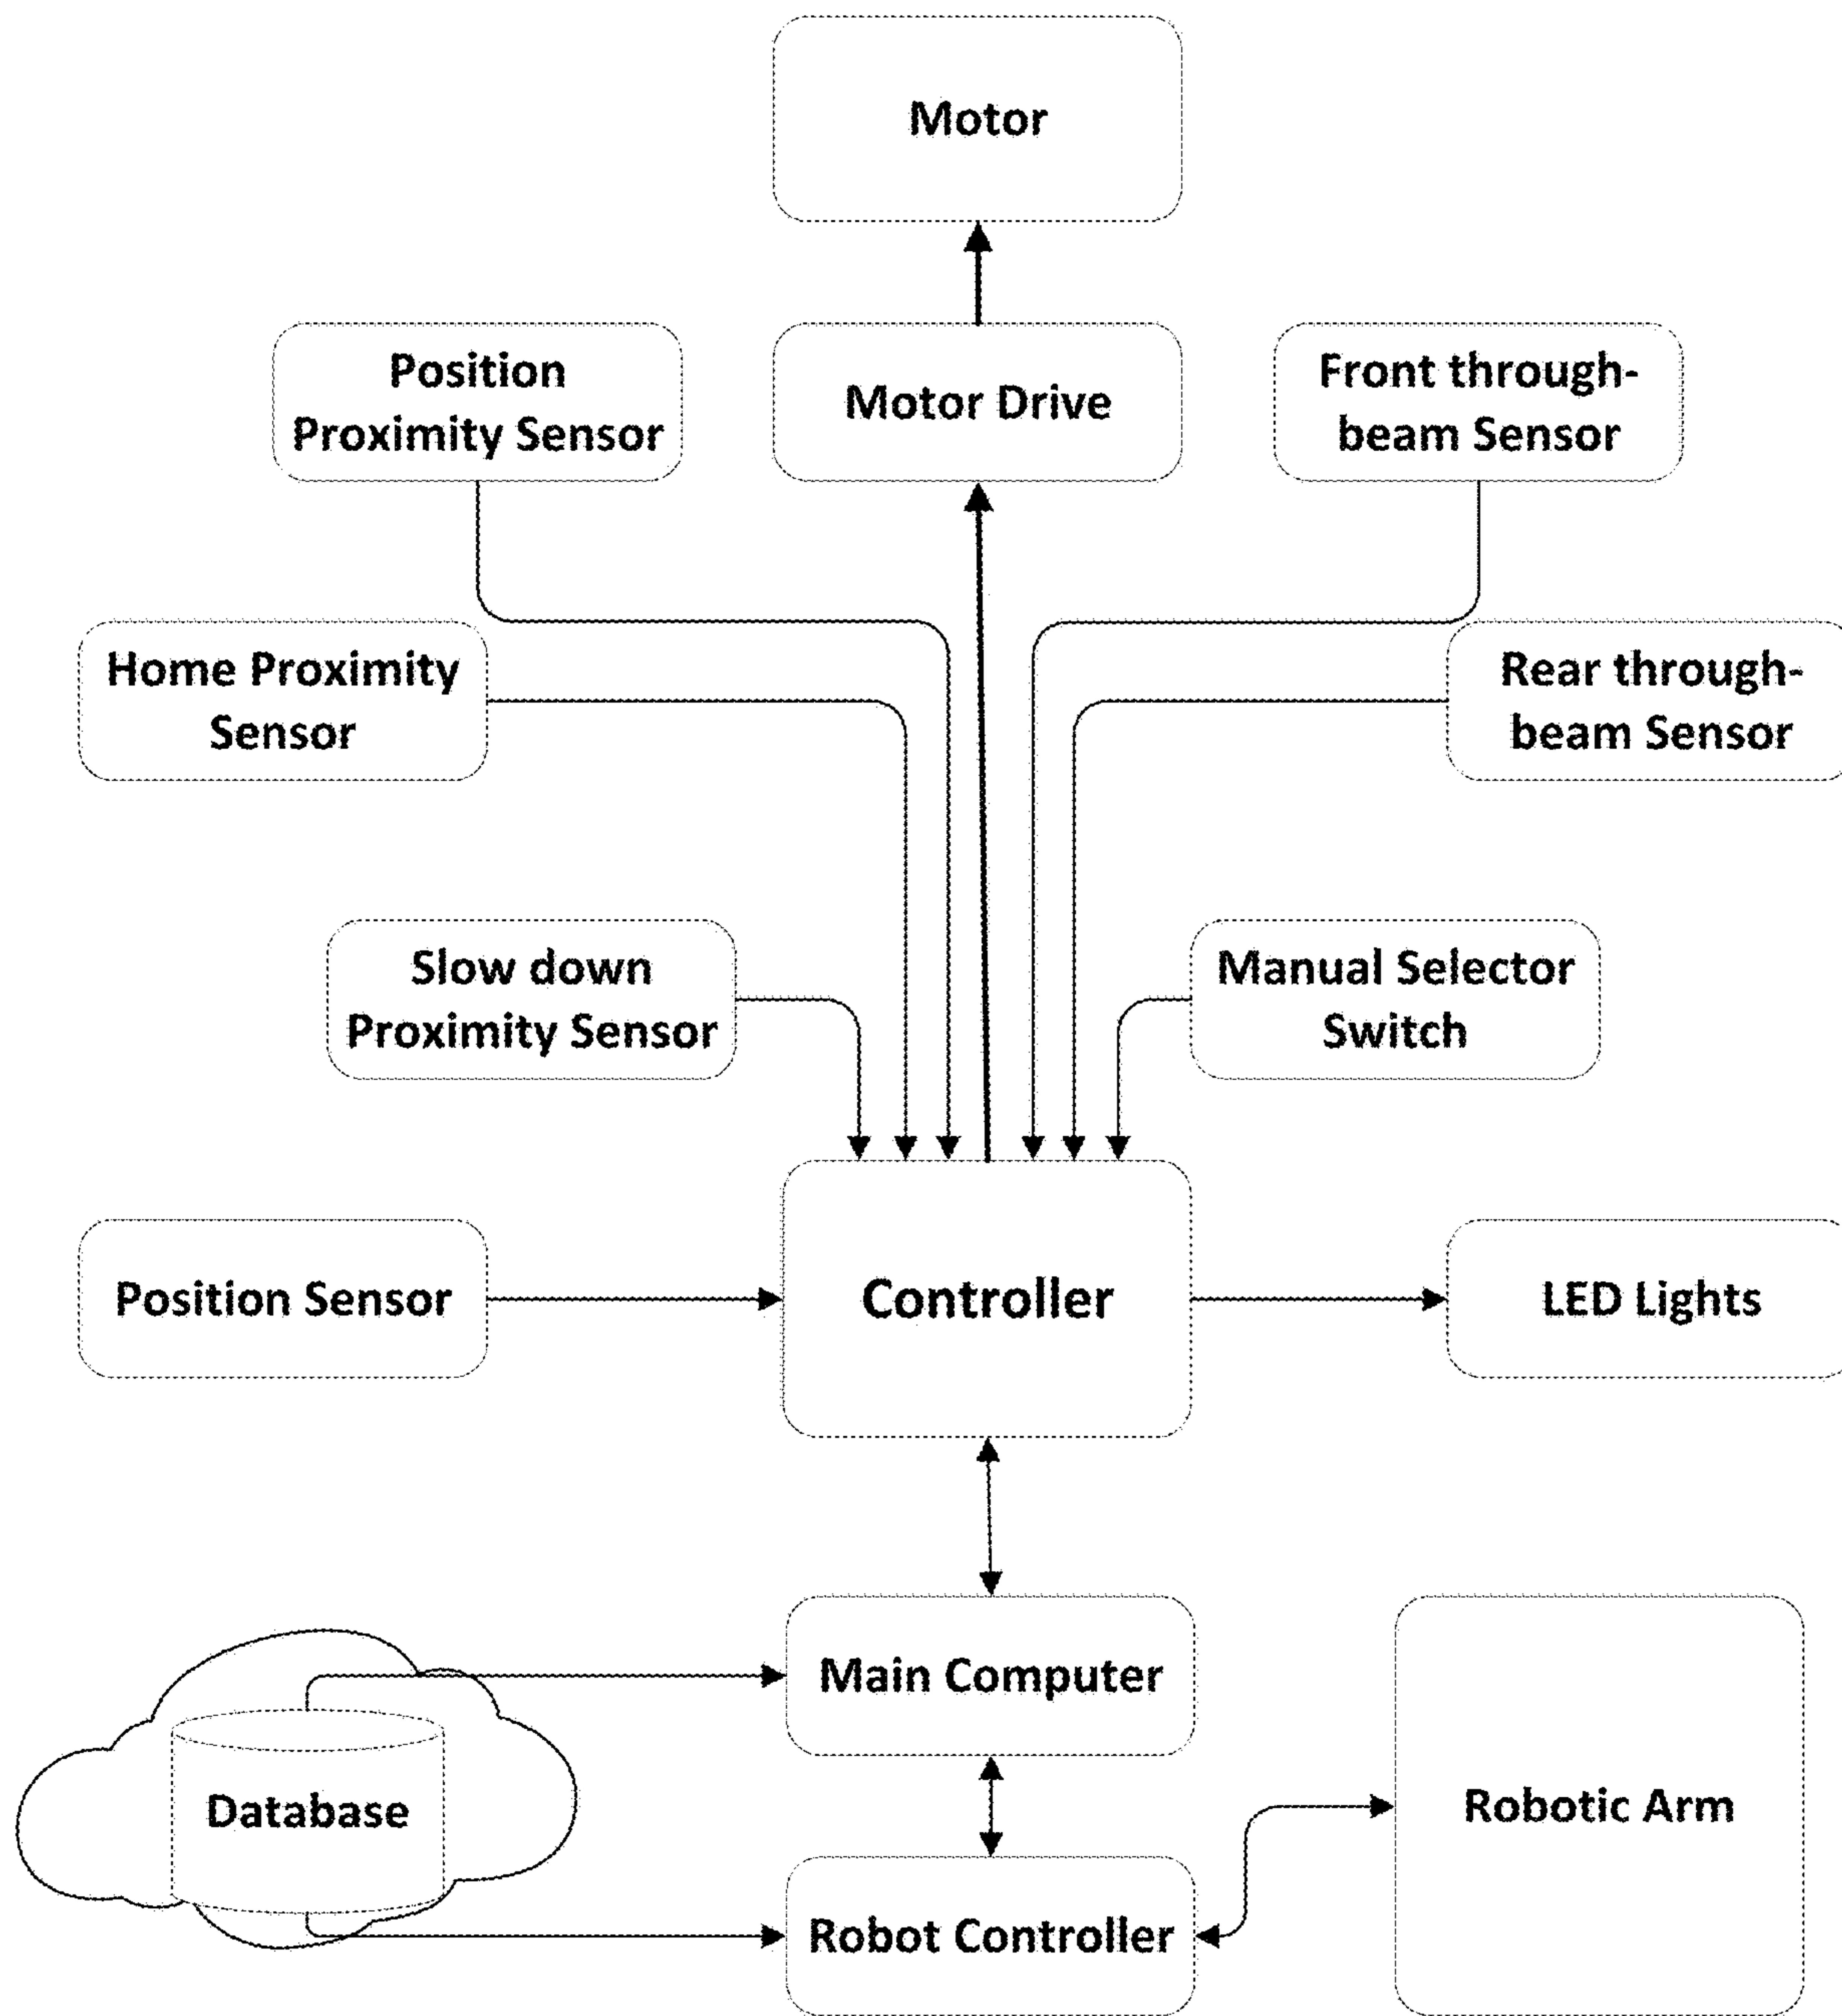 Motor
Position
Proximity Sensor
Motor Drive
Front through-
beam Sensor
Home Proximity
Sensor
Rear through-
beam Sensor
Slow down
Proximity Sensor
Manual Selector
Switch
Position Sensor
Controller
LED Lights
Main Computer
Database
Robotic Arm
Robot Controller